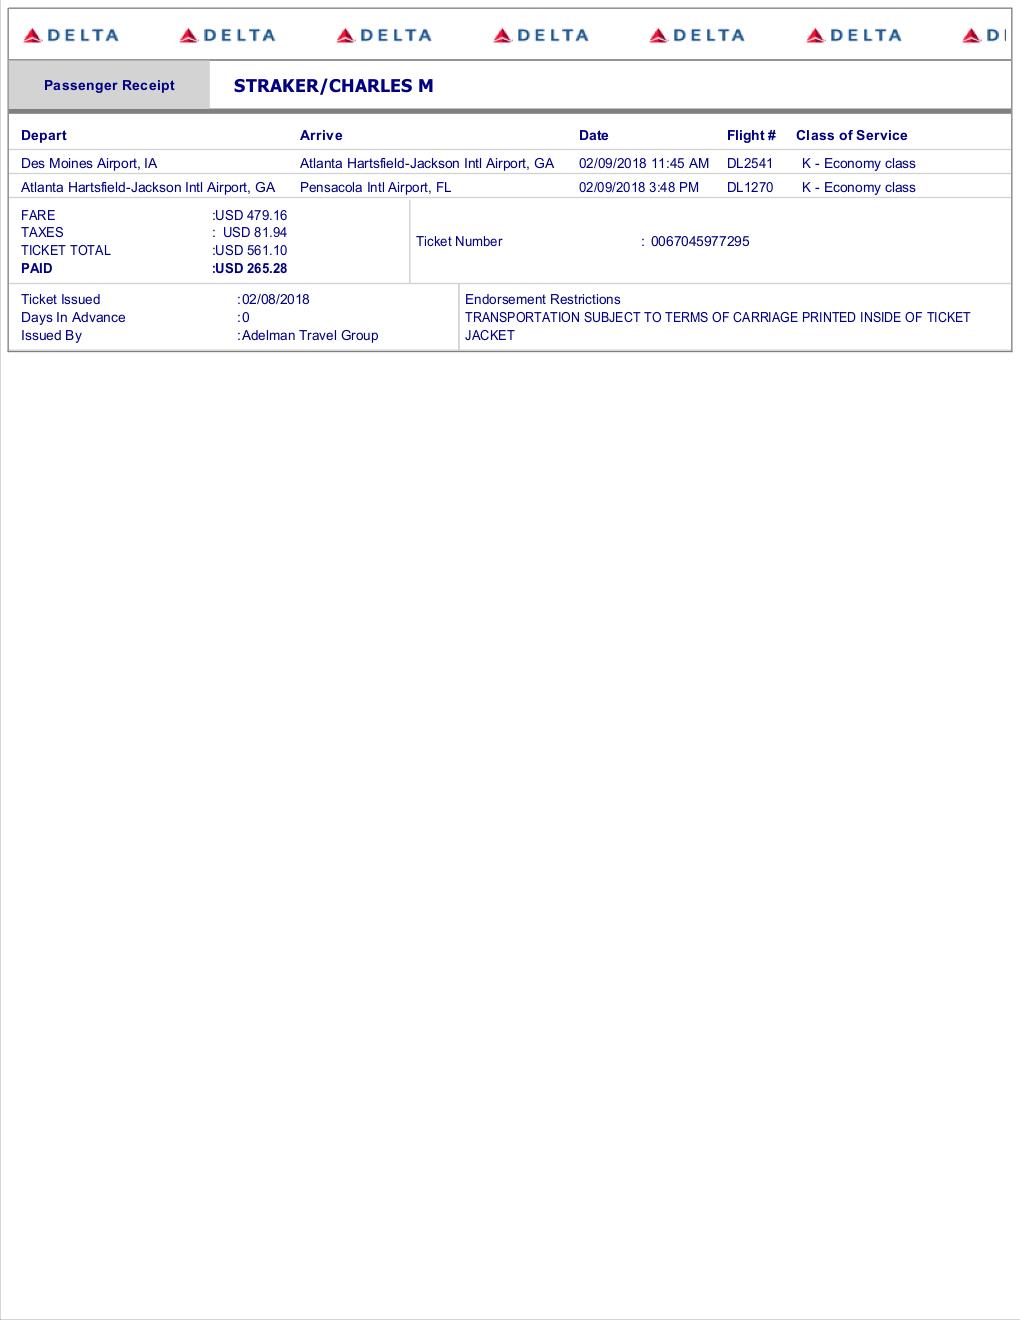 DELTA DELTA DELTA DELTA DELTA DELTA D
Passenger Receipt STRAKER/CHARLES M
Depart Arrive Date Flight # Class of Service
Des Moines Airport, IA Atlanta Hartsfield-Jackson Intl Airport, GA 02/09/2018 11:45 AM DL2541 K - Economy class
Atlanta Hartsfield-Jackson Intl Airport, GA Pensacola Intl Airport, FL 02/09/2018 3:48 PM DL1270 K - Economy class
FARE :USD 479.16
TAXES : USD 81.94
TICKET TOTAL :USD 561.10
PAID :USD 265.28
Ticket Number : 0067045977295
Ticket Issued :02/08/2018
Days In Advance :0
Issued By :Adelman Travel Group
Endorsement Restrictions
TRANSPORTATION SUBJECT TO TERMS OF CARRIAGE PRINTED INSIDE OF TICKET
JACKET